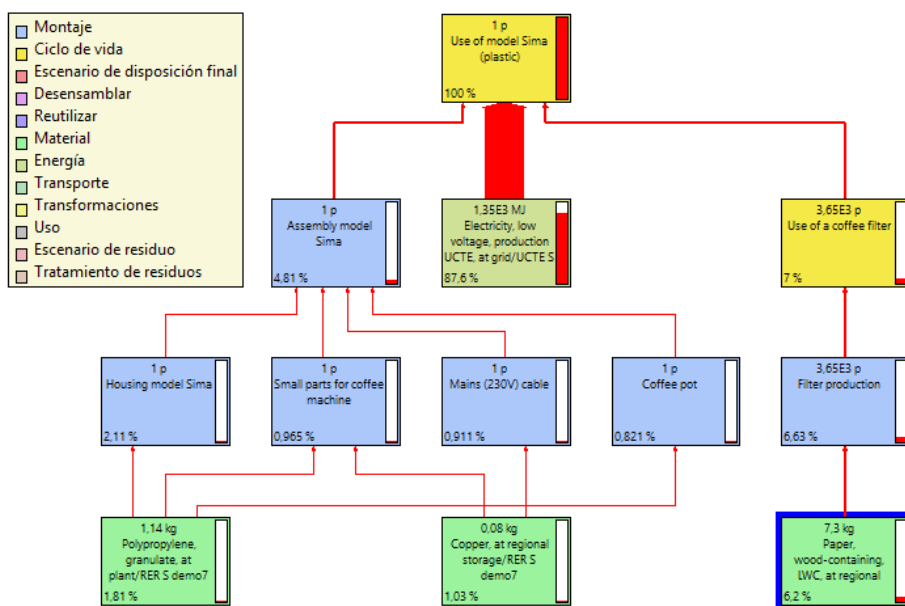 Montaje
Ciclo de vida
Escenario de disposición final
Desensamblar
Reutilizar
Material
Energía
Transporte
Transformaciones
Uso
Escenario de residuo
Tratamiento de residuos
1 p
Use of model Sima
(plastic)
100 %
1 p
Assembly model
Sima
4,81 %
1,35E3 MJ
Electricity, low
voltage, production
UCTE, at grid/UCTE S
87,6 %
3,65E3 p
Use of a coffee filter
7 %
1 p
Housing model Sima
2,11 %
1 p
Small parts for coffee
machine
0,965 %
1 p
Mains (230V) cable
0,911 %
1 p
Coffee pot
0,821 %
3,65E3 p
Filter production
6,63 %
1,14 kg
Polypropylene,
granulate, at
plant/RER S demo7
1,81 %
0,08 kg
Copper, at regional
storage/RER S
demo7
1,03 %
7,3 kg
Paper,
wood-containing,
LWC, at regional
6,2 %